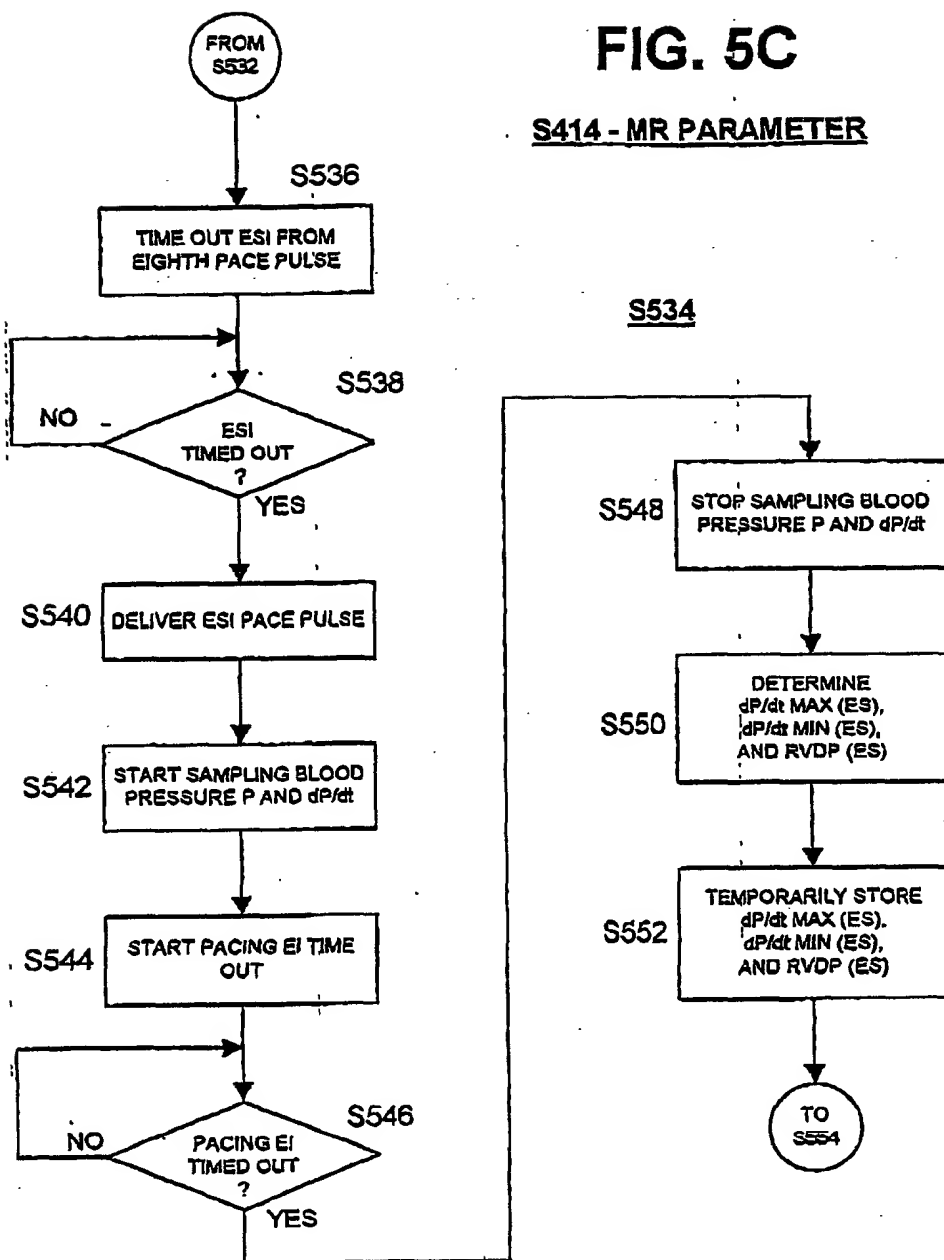 FIG. 5C
S414 - MR PARAMETER
FROM
S532
S536
TIME OUT ESI FROM
EIGHTH PACE PULSE
S538
NO
ESI
TIMED OUT
?
YES
S540
DELIVER ESI PACE PULSE
S542
START SAMPLING BLOOD
PRESSURE P AND dP/dt
S544
START PACING EI TIME
OUT
S546
NO
PACING EI
TIMED OUT
?
YES
S534
S548
STOP SAMPLING BLOOD
PRESSURE P AND dP/dt
S550
DETERMINE
dP/dt MAX (ES),
dP/dt MIN (ES),
AND RVDP (ES)
S552
TEMPORARILY STORE
dP/dt MAX (ES),
dP/dt MIN (ES),
AND RVDP (ES)
TO
S554